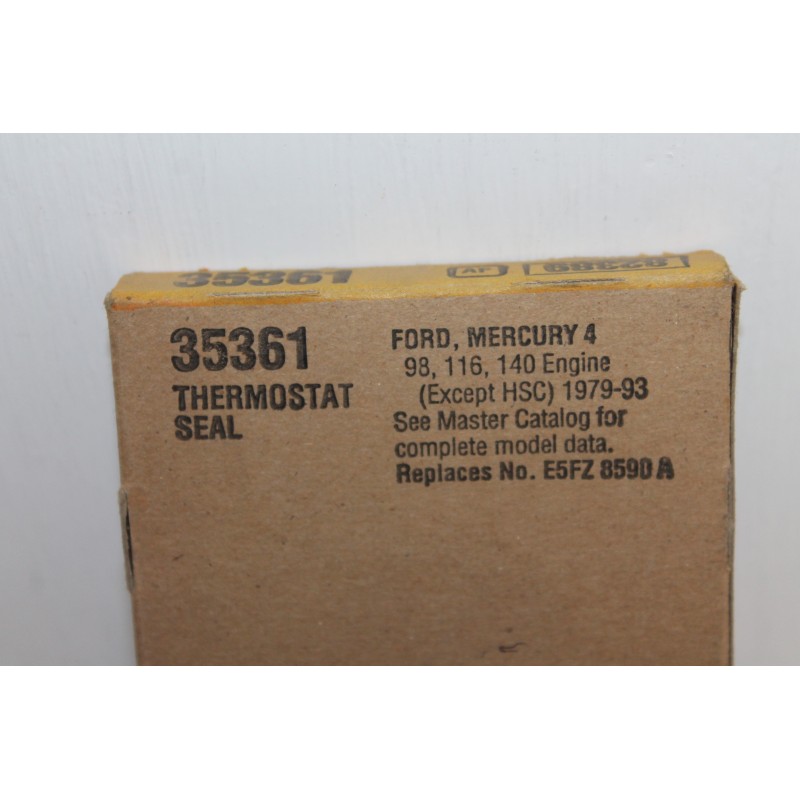 35361 AF
35361
THERMOSTAT
SEAL
FORD, MERCURY 4
98, 116, 140 Engine
(Except HSC) 1979-93
See Master Catalog for
complete model data.
Replaces No. E5FZ 8590 A